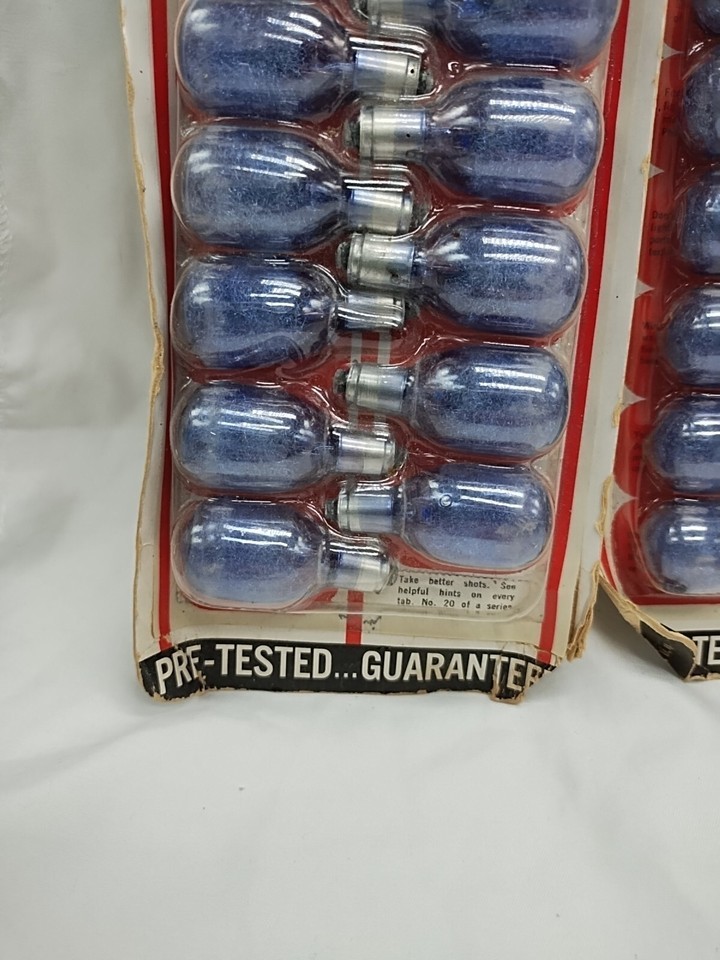 Take better shots. See
helpful hints on every
tab. No. 20 of a series
PRE-TESTED...GUARANTEE
TE